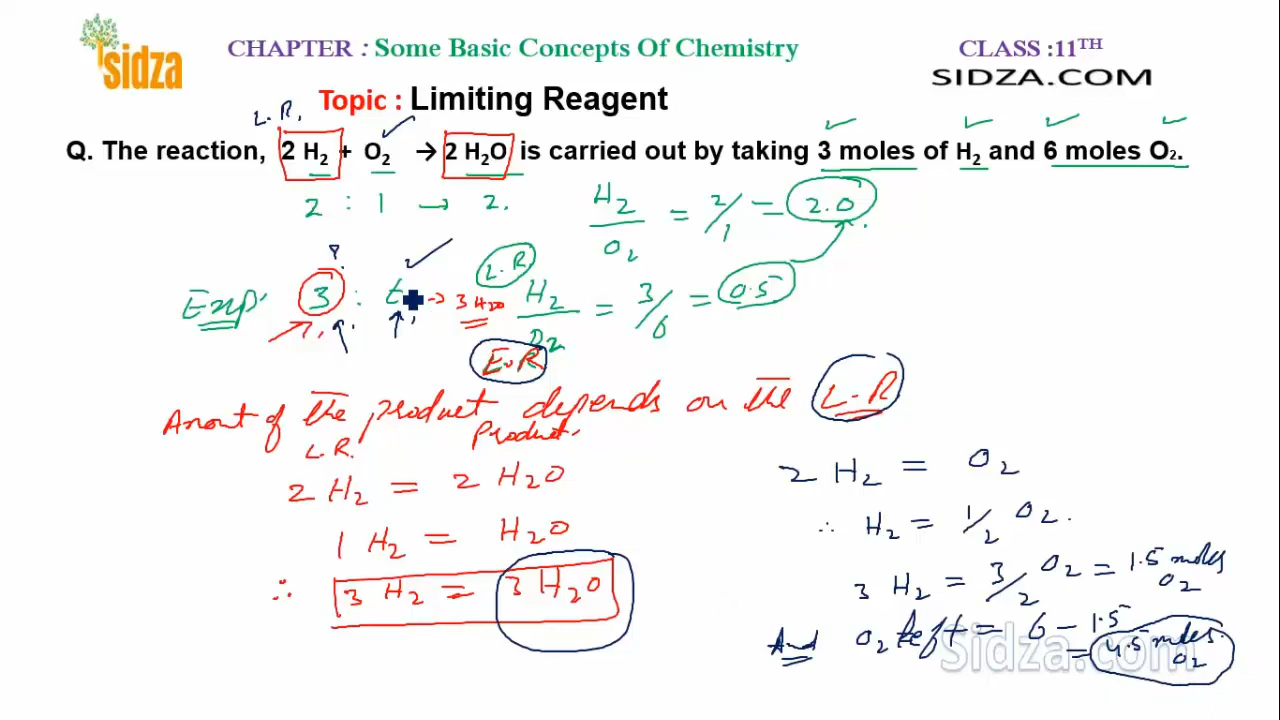 sidza
CHAPTER : Some Basic Concepts Of Chemistry
CLASS :11TH
SIDZA.COM
Topic : Limiting Reagent
L.R.
Q. The reaction, 2 H₂ + O₂ → 2 H₂O is carried out by taking 3 moles of H₂ and 6 moles O₂.
2 : 1 → 2.
H₂/O₂ = 2/1 = 2.0
L.R
Exp. 3 : → 3 H₂O
H₂/O₂ = 3/6 = 0.5
E.R
Amont of the product depends on the L.R
L.R. Product.
2 H₂ = 2 H₂O
1 H₂ = H₂O
∴ 3 H₂ = 3 H₂O
2 H₂ = O₂
∴ H₂ = 1/2 O₂.
3 H₂ = 3/2 O₂ = 1.5 moles O₂
And O₂ left = 6 - 1.5
= 4.5 moles. O₂
Sidza.com